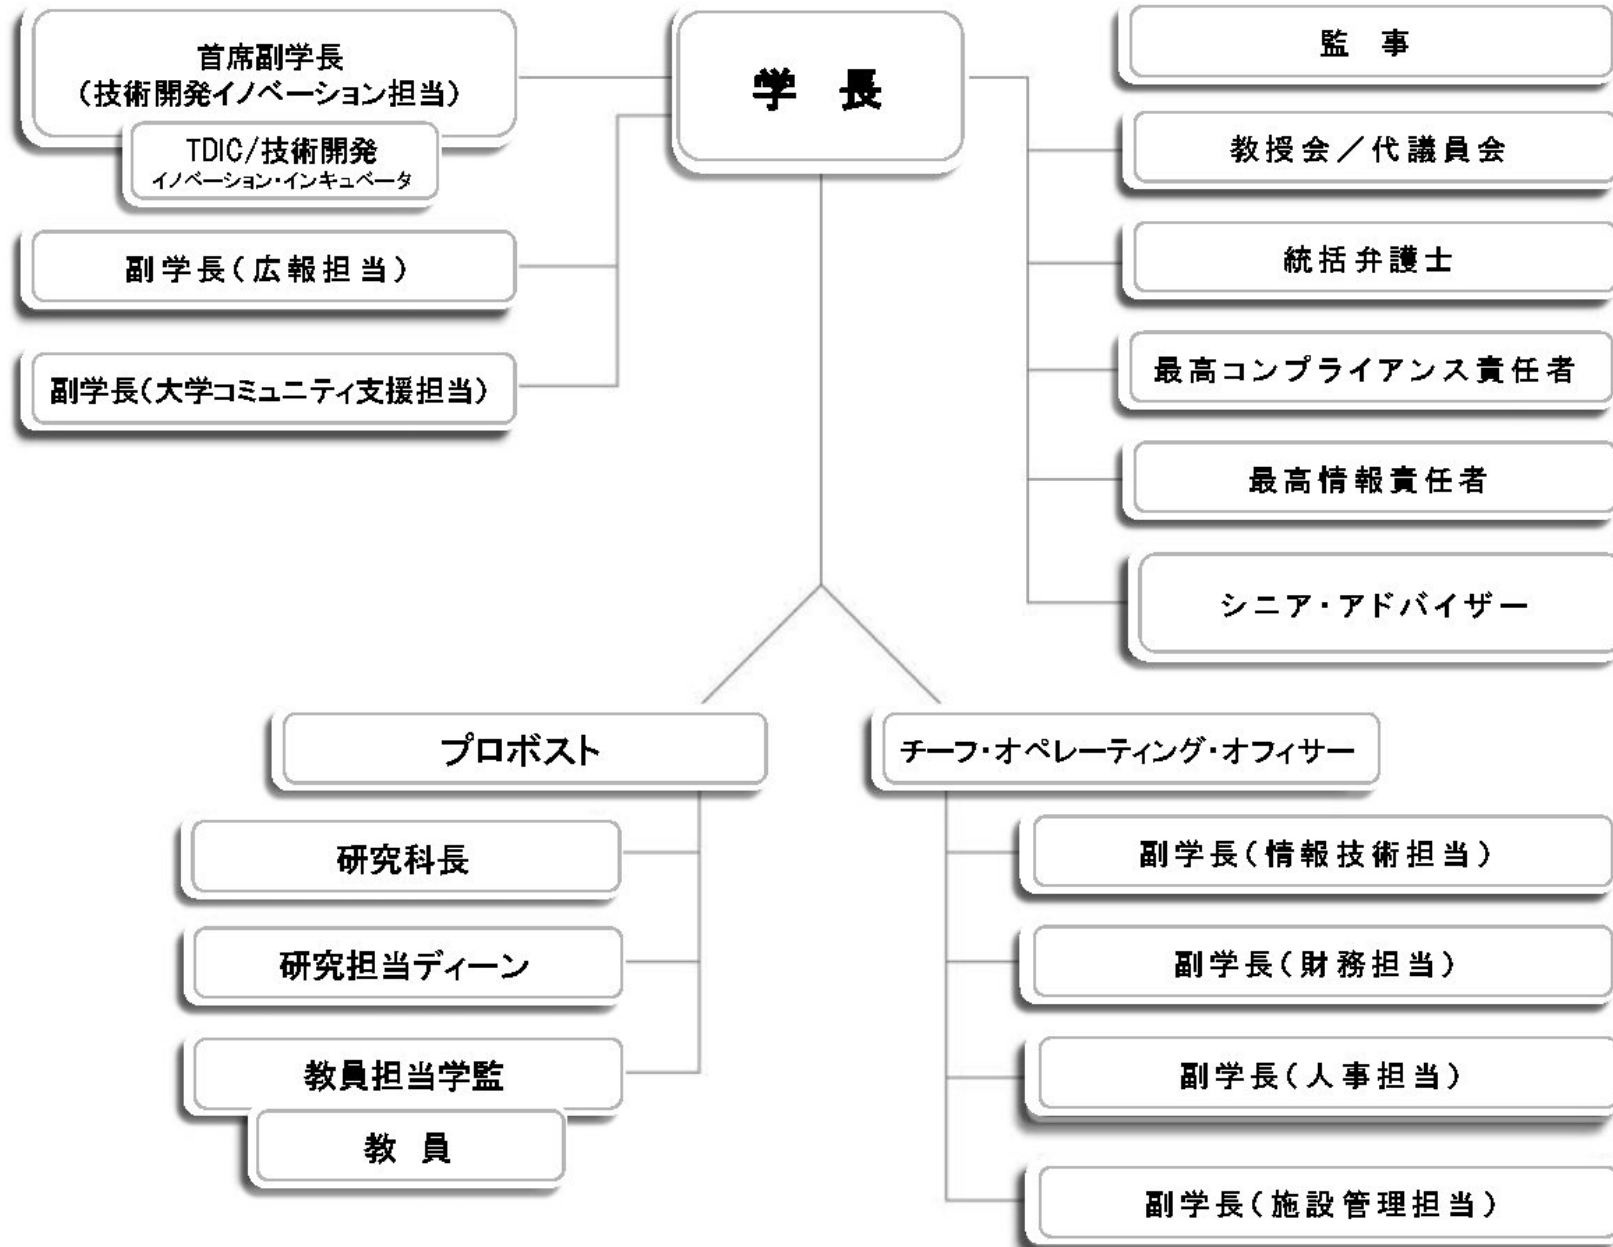 首席副学長
（技術開発イノベーション担当）
TDIC/技術開発
イノベーション・インキュベータ
副学長（広報担当）
副学長（大学コミュニティ支援担当）
学 長
監 事
教授会／代議員会
統括弁護士
最高コンプライアンス責任者
最高情報責任者
シニア・アドバイザー
プロボスト
研究科長
研究担当ディーン
教員担当学監
教 員
チーフ・オペレーティング・オフィサー
副学長（情報技術担当）
副学長（財務担当）
副学長（人事担当）
副学長（施設管理担当）